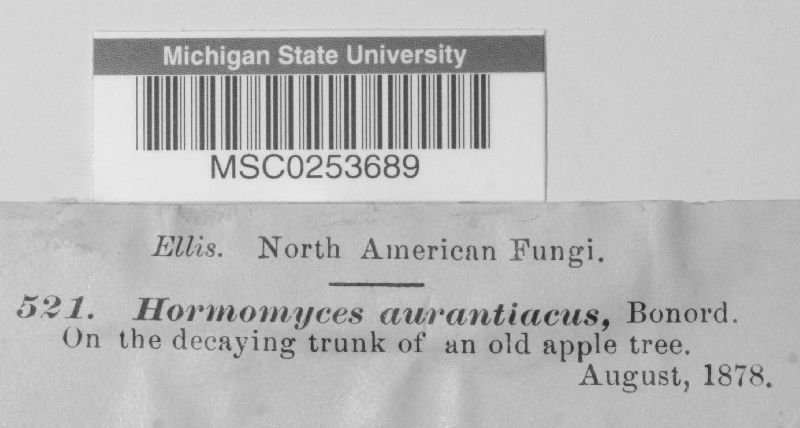 Michigan State University
MSC0253689
Ellis. North American Fungi.
521. Hormomyces aurantiacus, Bonord.
On the decaying trunk of an old apple tree.
August, 1878.